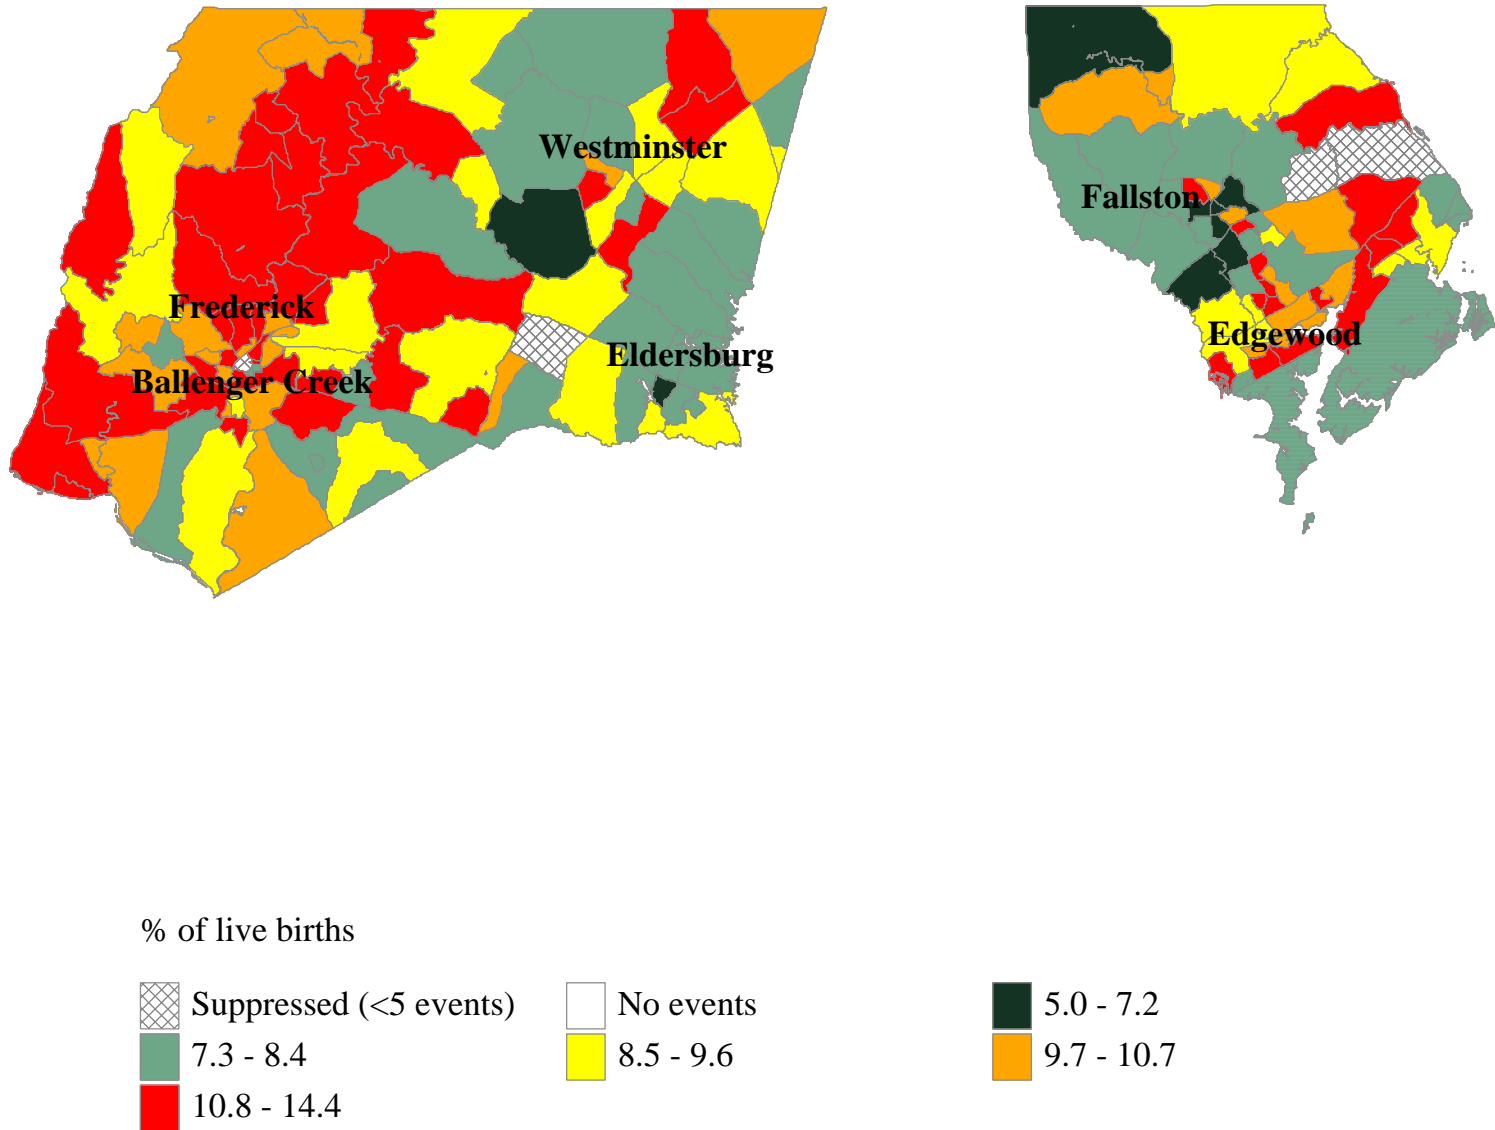 Westminster
Fallston
Frederick
Edgewood
Eldersburg
Ballenger Creek
% of live births
Suppressed (<5 events)
No events
5.0 - 7.2
7.3 - 8.4
8.5 - 9.6
9.7 - 10.7
10.8 - 14.4